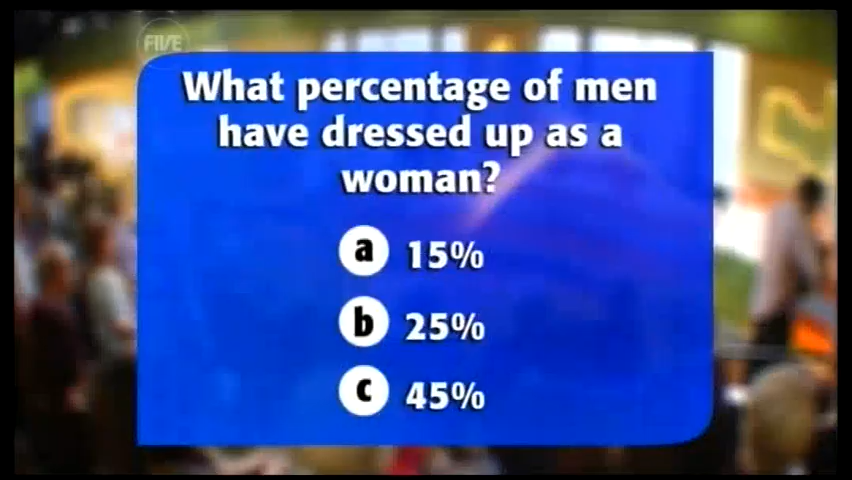 FIVE
What percentage of men
have dressed up as a
woman?
a 15%
b 25%
c 45%